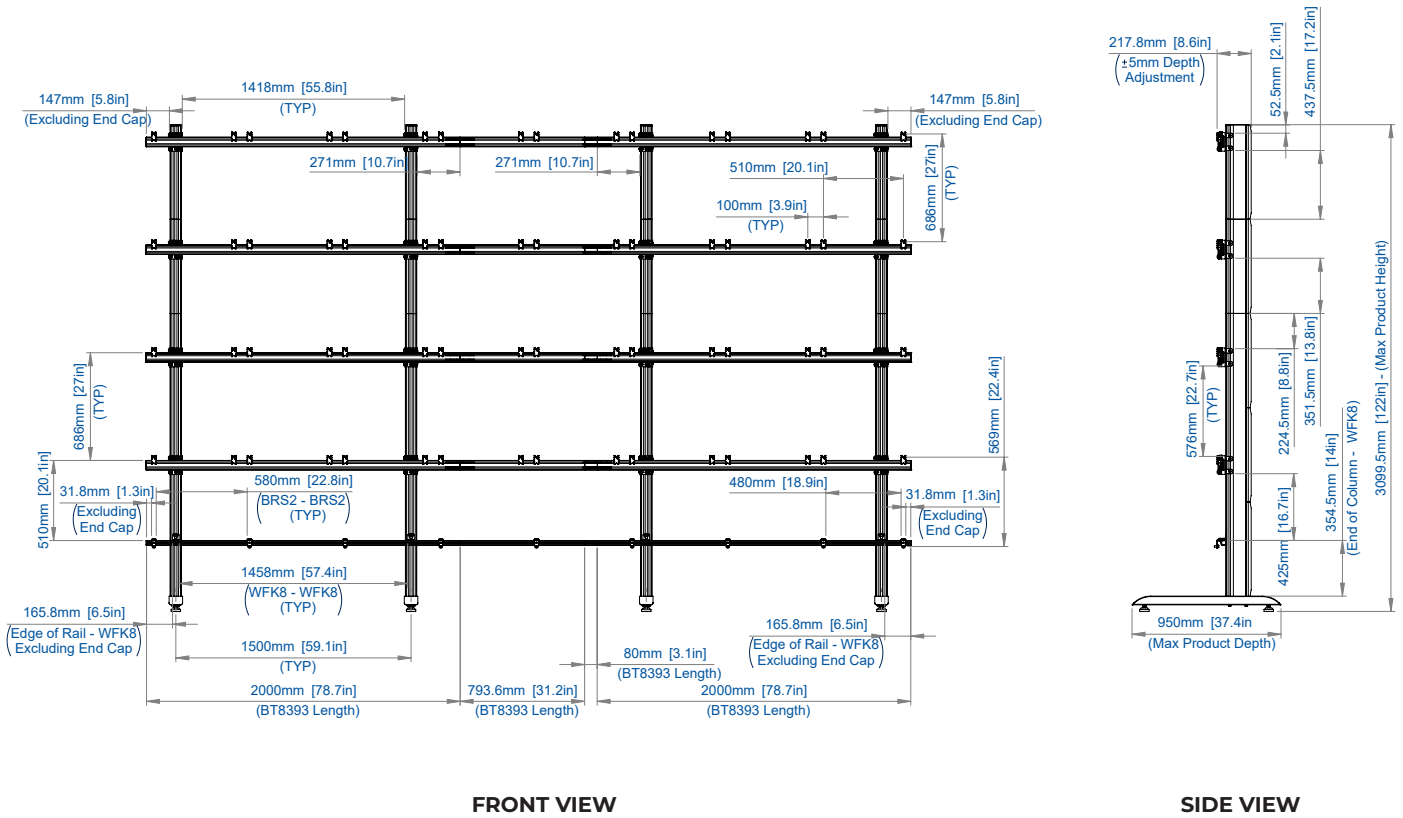 1418mm [55.8in]
(TYP)
147mm [5.8in]
(Excluding End Cap)
147mm [5.8in]
(Excluding End Cap)
271mm [10.7in]
271mm [10.7in]
510mm [20.1in]
100mm [3.9in]
(TYP)
686mm [27in]
(TYP)
686mm [27in]
(TYP)
510mm [20.1in]
31.8mm [1.3in]
(Excluding
End Cap)
580mm [22.8in]
(BRS2 - BRS2)
(TYP)
480mm [18.9in]
31.8mm [1.3in]
(Excluding
End Cap)
569mm [22.4in]
1458mm [57.4in]
(WFK8 - WFK8)
(TYP)
165.8mm [6.5in]
(Edge of Rail - WFK8)
Excluding End Cap
1500mm [59.1in]
(TYP)
165.8mm [6.5in]
(Edge of Rail - WFK8)
Excluding End Cap
80mm [3.1in]
(BT8393 Length)
2000mm [78.7in]
(BT8393 Length)
793.6mm [31.2in]
(BT8393 Length)
2000mm [78.7in]
(BT8393 Length)
FRONT VIEW
217.8mm [8.6in]
(±5mm Depth
Adjustment)
52.5mm [2.1in]
437.5mm [17.2in]
351.5mm [13.8in]
224.5mm [8.8in]
576mm [22.7in]
(TYP)
425mm [16.7in]
354.5mm [14in]
(End of Column - WFK8)
3099.5mm [122in] - (Max Product Height)
950mm [37.4in
(Max Product Depth)
SIDE VIEW